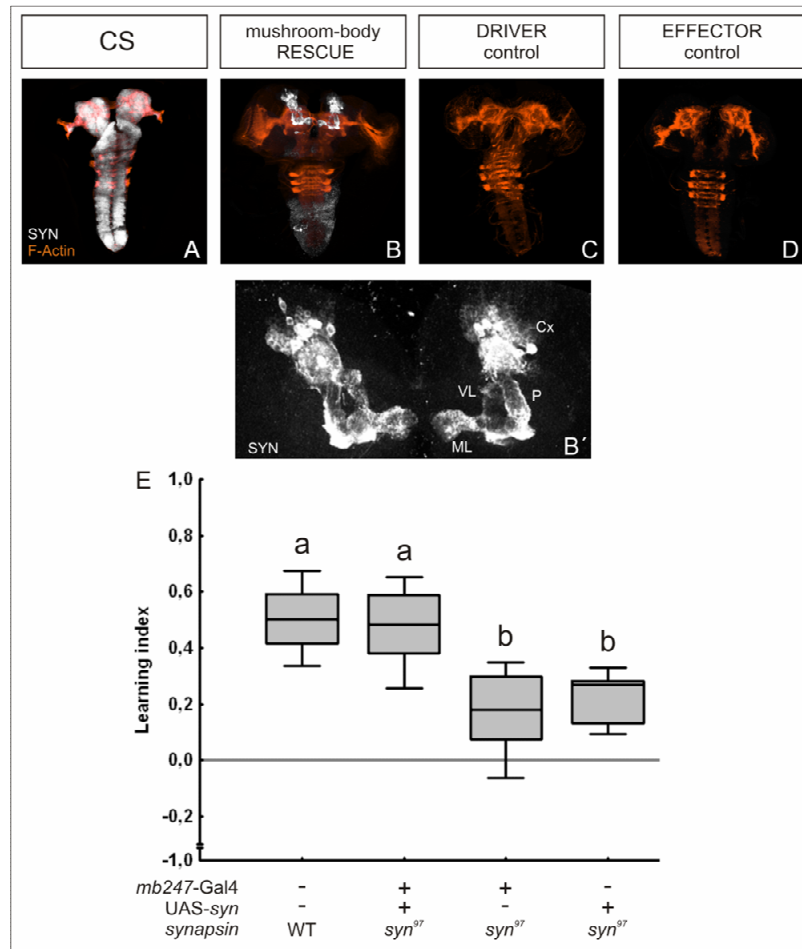 CS
mushroom-body
RESCUE
DRIVER
control
EFFECTOR
control
SYN
F-Actin
A
B
C
D
Cx
VL
P
SYN
ML
B´
E
1,0
0,8
0,6
0,4
0,2
0,0
-0,2
-1,0
Learning index
a
a
b
b
mb247-Gal4 - + + -
UAS-syn - + - +
synapsin WT syn⁹⁷ syn⁹⁷ syn⁹⁷